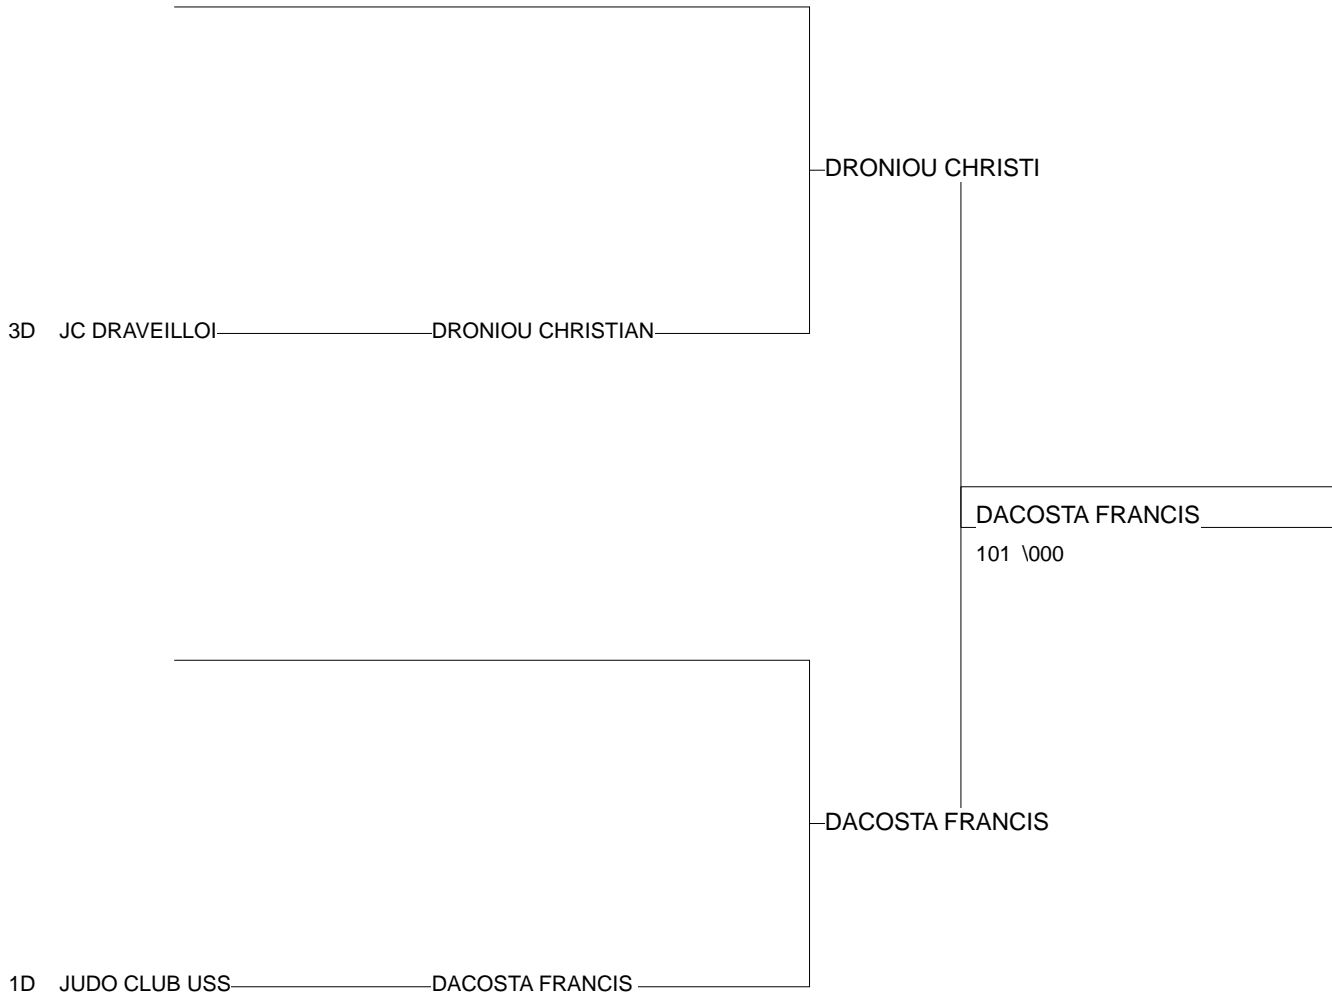 DRONIOU CHRISTI
3D JC DRAVEILLOI DRONIOU CHRISTIAN
DACOSTA FRANCIS
101 \000
DACOSTA FRANCIS
1D JUDO CLUB USS DACOSTA FRANCIS